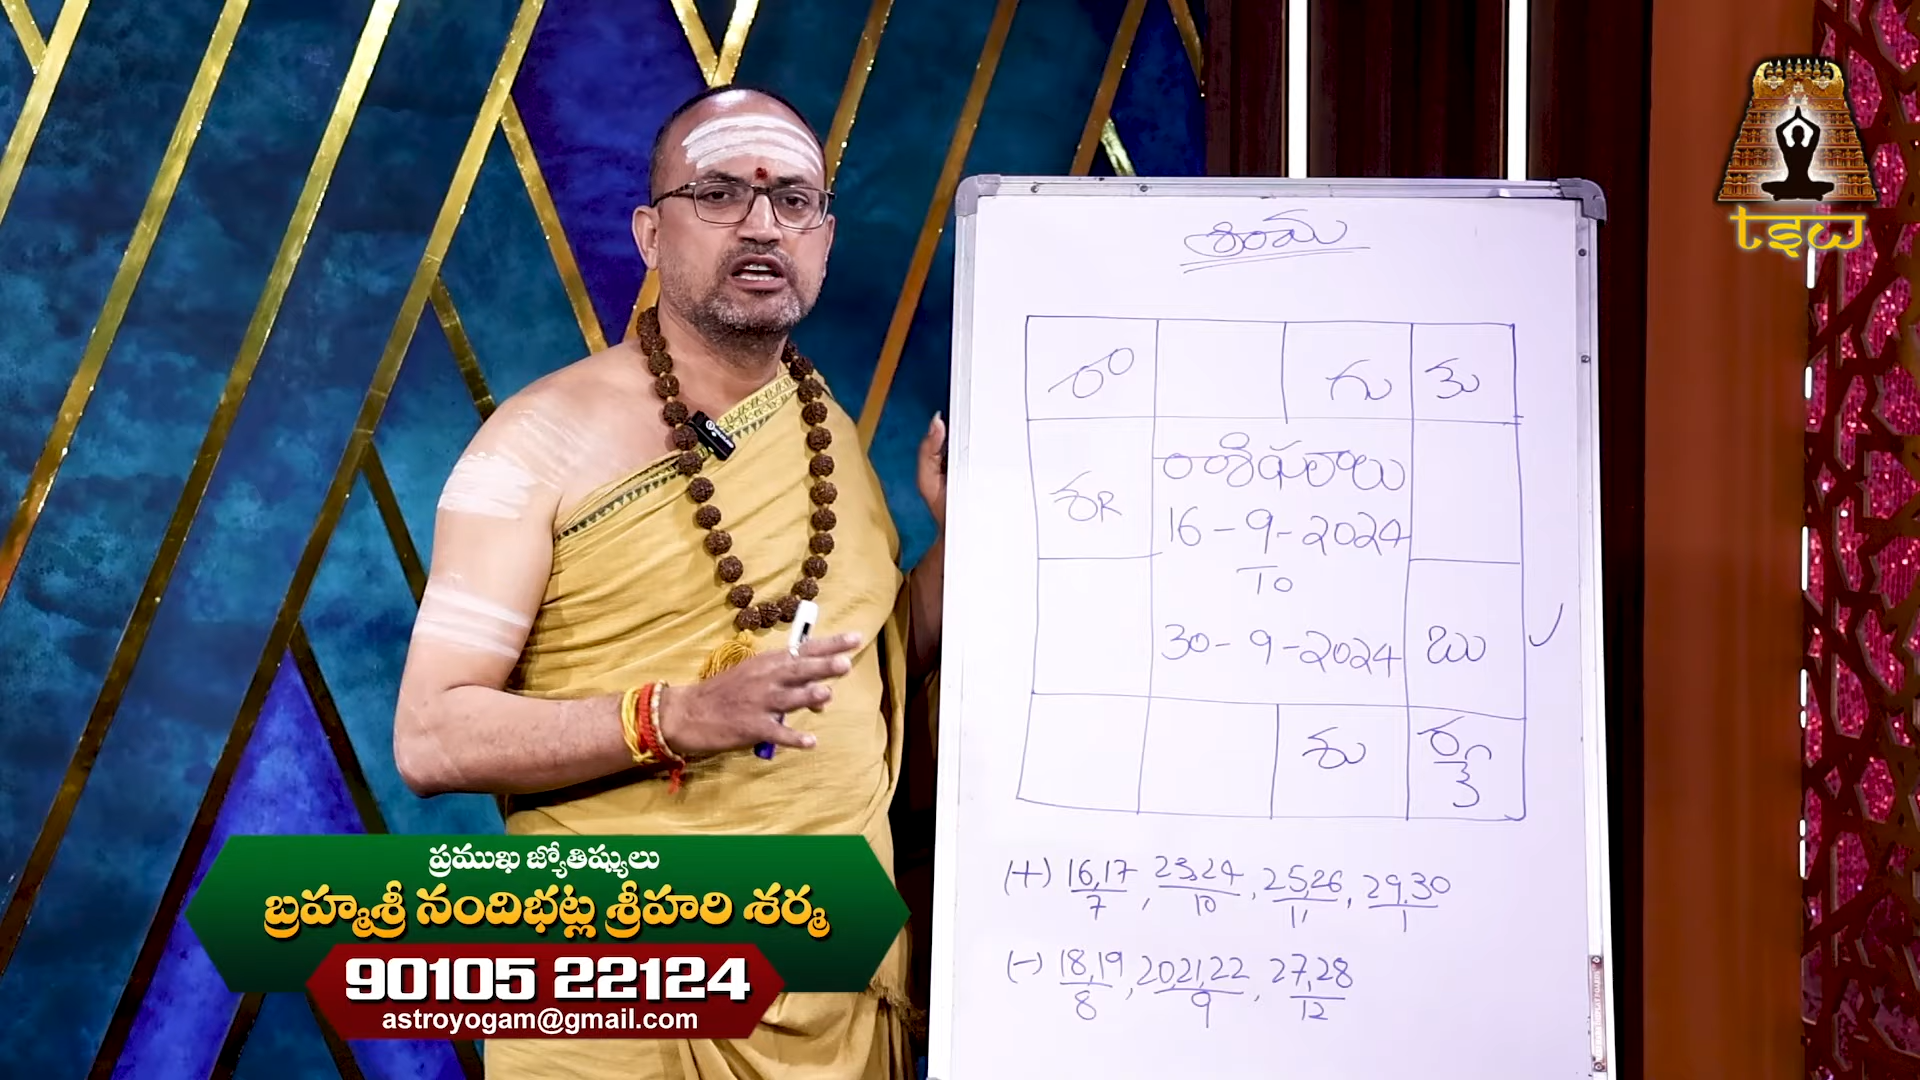 TSW
రా
గు
కు
రాశిఫలాలు
శR
16-9-2024
To
30-9-2024
బు
శు
ర
కే
(+) 16,17, 23,24, 25,26, 29,30
7 10 11 1
(-) 18,19, 20,21,22, 27,28
8 9 12
ప్రముఖ జ్యోతిష్యులు
బ్రహ్మశ్రీ నందిభట్ల శ్రీహరి శర్మ
90105 22124
astroyogam@gmail.com